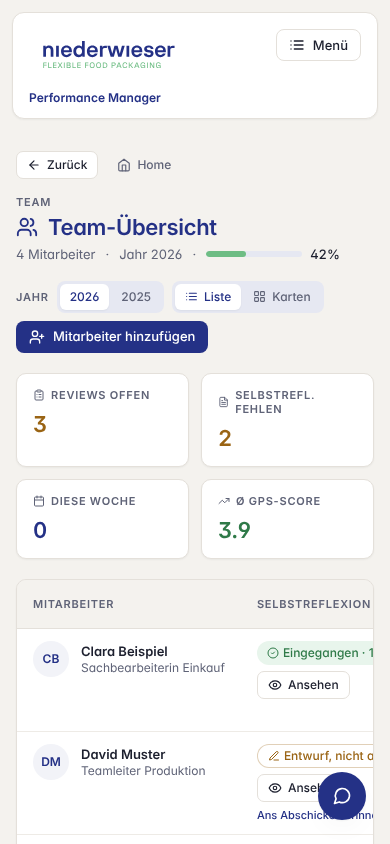 niederwieser
FLEXIBLE FOOD PACKAGING
Menü
Performance Manager
Zurück
Home
TEAM
Team-Übersicht
4 Mitarbeiter · Jahr 2026 · 42%
JAHR 2026 2025 Liste Karten
Mitarbeiter hinzufügen
REVIEWS OFFEN
3
SELBSTREFL.
FEHLEN
2
DIESE WOCHE
0
Ø GPS-SCORE
3.9
MITARBEITER SELBSTREFLEXION
CB
Clara Beispiel
Sachbearbeiterin Einkauf
Eingegangen · 1
Ansehen
DM
David Muster
Teamleiter Produktion
Entwurf, nicht a
Ans Abschick